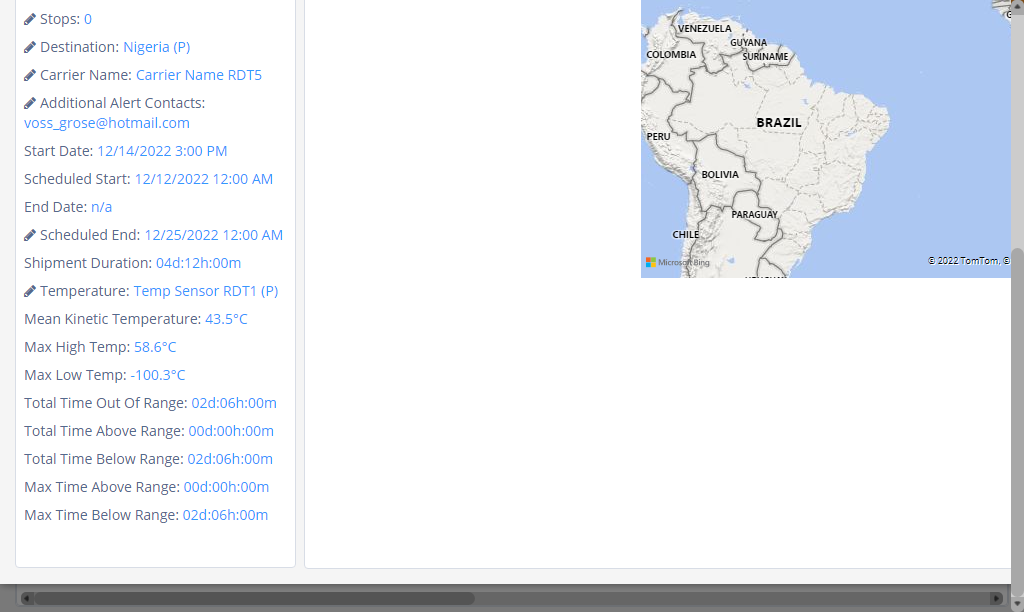 Stops: 0
Destination: Nigeria (P)
Carrier Name: Carrier Name RDT5
Additional Alert Contacts:
voss_grose@hotmail.com
Start Date: 12/14/2022 3:00 PM
Scheduled Start: 12/12/2022 12:00 AM
End Date: n/a
Scheduled End: 12/25/2022 12:00 AM
Shipment Duration: 04d:12h:00m
Temperature: Temp Sensor RDT1 (P)
Mean Kinetic Temperature: 43.5°C
Max High Temp: 58.6°C
Max Low Temp: -100.3°C
Total Time Out Of Range: 02d:06h:00m
Total Time Above Range: 00d:00h:00m
Total Time Below Range: 02d:06h:00m
Max Time Above Range: 00d:00h:00m
Max Time Below Range: 02d:06h:00m
VENEZUELA
GUYANA
COLOMBIA
SURINAME
BRAZIL
PERU
BOLIVIA
PARAGUAY
CHILE
Microsoft Bing
© 2022 TomTom, ©